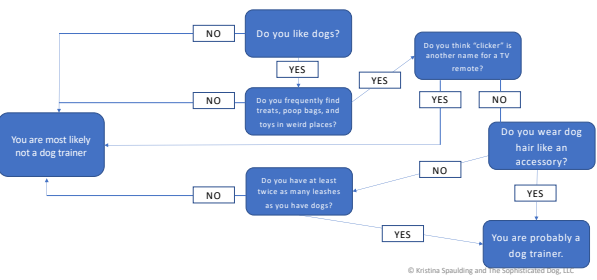 Do you like dogs?
NO
YES
Do you think "clicker" is
another name for a TV
remote?
YES
Do you frequently find
treats, poop bags, and
toys in weird places?
NO
YES
NO
You are most likely
not a dog trainer
Do you wear dog
hair like an
accessory?
NO
Do you have at least
twice as many leashes
as you have dogs?
NO
YES
YES
You are probably a
dog trainer.
© Kristina Spaulding and The Sophisticated Dog, LLC